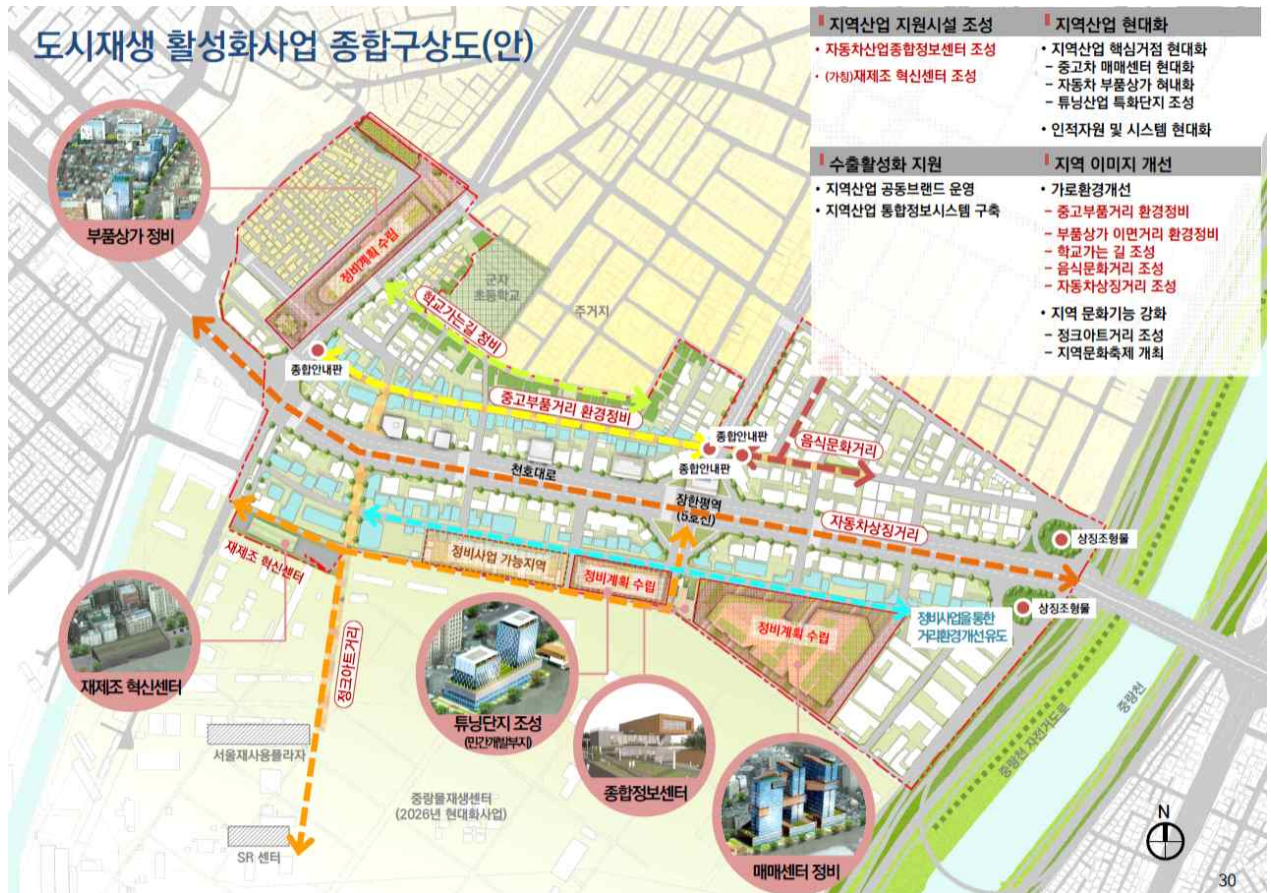 도시재생 활성화사업 종합구상도(안)
지역산업 지원시설 조성
• 자동차산업종합정보센터 조성
• (가칭)재제조 혁신센터 조성
지역산업 현대화
• 지역산업 핵심거점 현대화
– 중고차 매매센터 현대화
– 자동차 부품상가 혀내화
– 튜닝산업 특화단지 조성
• 인적자원 및 시스템 현대화
수출활성화 지원
• 지역산업 공동브랜드 운영
• 지역산업 통합정보시스템 구축
지역 이미지 개선
• 가로환경개선
– 중고부품거리 환경정비
– 부품상가 이면거리 환경정비
– 학교가는 길 조성
– 음식문화거리 조성
– 자동차상징거리 조성
• 지역 문화기능 강화
– 정크아트거리 조성
– 지역문화축제 개최
부품상가 정비
정비계획 수립
군자
초등학교
주거지
학교가는길 정비
종합안내판
중고부품거리 환경정비
종합안내판
종합안내판
음식문화거리
천호대로
장한평역
(5호선)
자동차상징거리
상징조형물
상징조형물
정비사업 가능지역
정비계획 수립
정비계획 수립
정비사업을 통한
거리환경개선 유도
재제조 혁신센터
재제조 혁신센터
정크아트거리
튜닝단지 조성
(민간개발부지)
종합정보센터
매매센터 정비
서울재사용플라자
중랑물재생센터
(2026년 현대화사업)
SR 센터
중랑천 자전거도로
중랑천
N
30